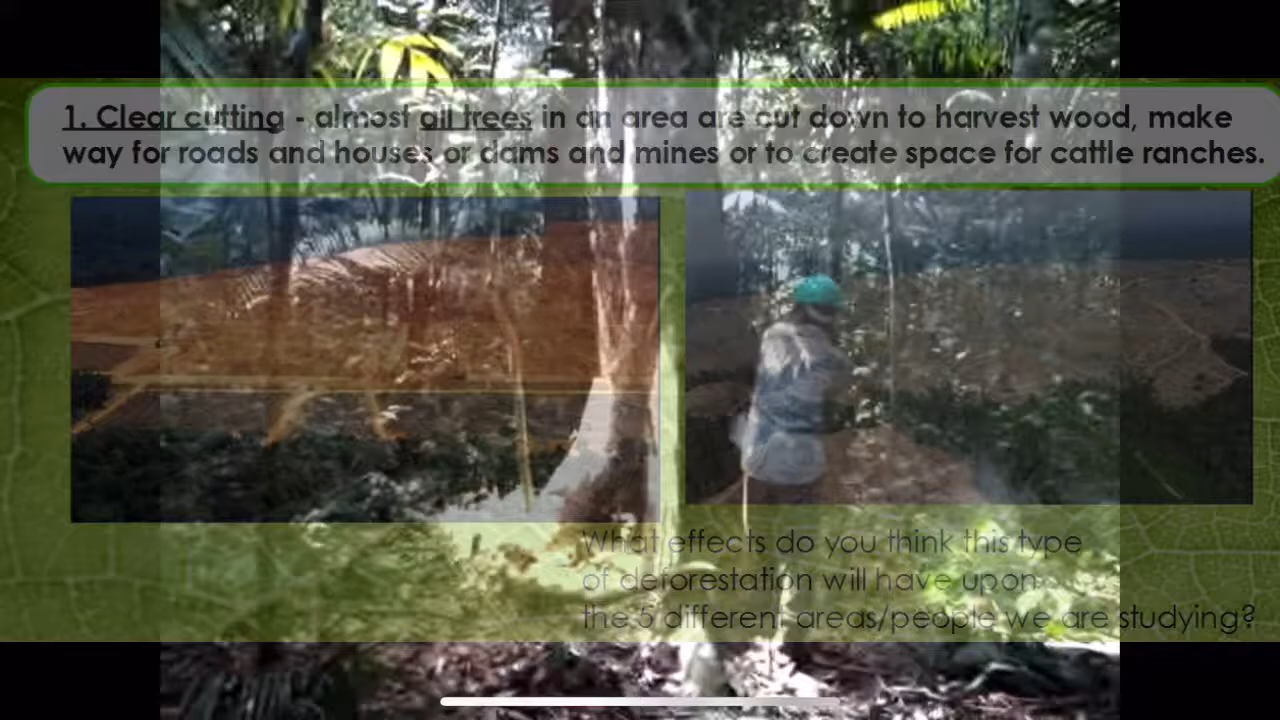 1. Clear cutting - almost all trees in an area are cut down to harvest wood, make
way for roads and houses or dams and mines or to create space for cattle ranches.
What effects do you think this type
of deforestation will have upon
the 5 different areas/people we are studying?